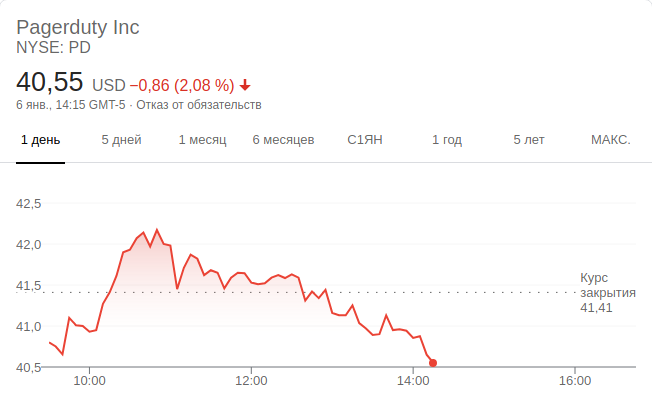 Pagerduty Inc
NYSE: PD
40,55 USD −0,86 (2,08 %)
6 янв., 14:15 GMT-5 · Отказ от обязательств
1 день 5 дней 1 месяц 6 месяцев С1ЯН 1 год 5 лет МАКС.
42,5
42,0
41,5
41,0
40,5
Курс
закрытия
41,41
10:00 12:00 14:00 16:00